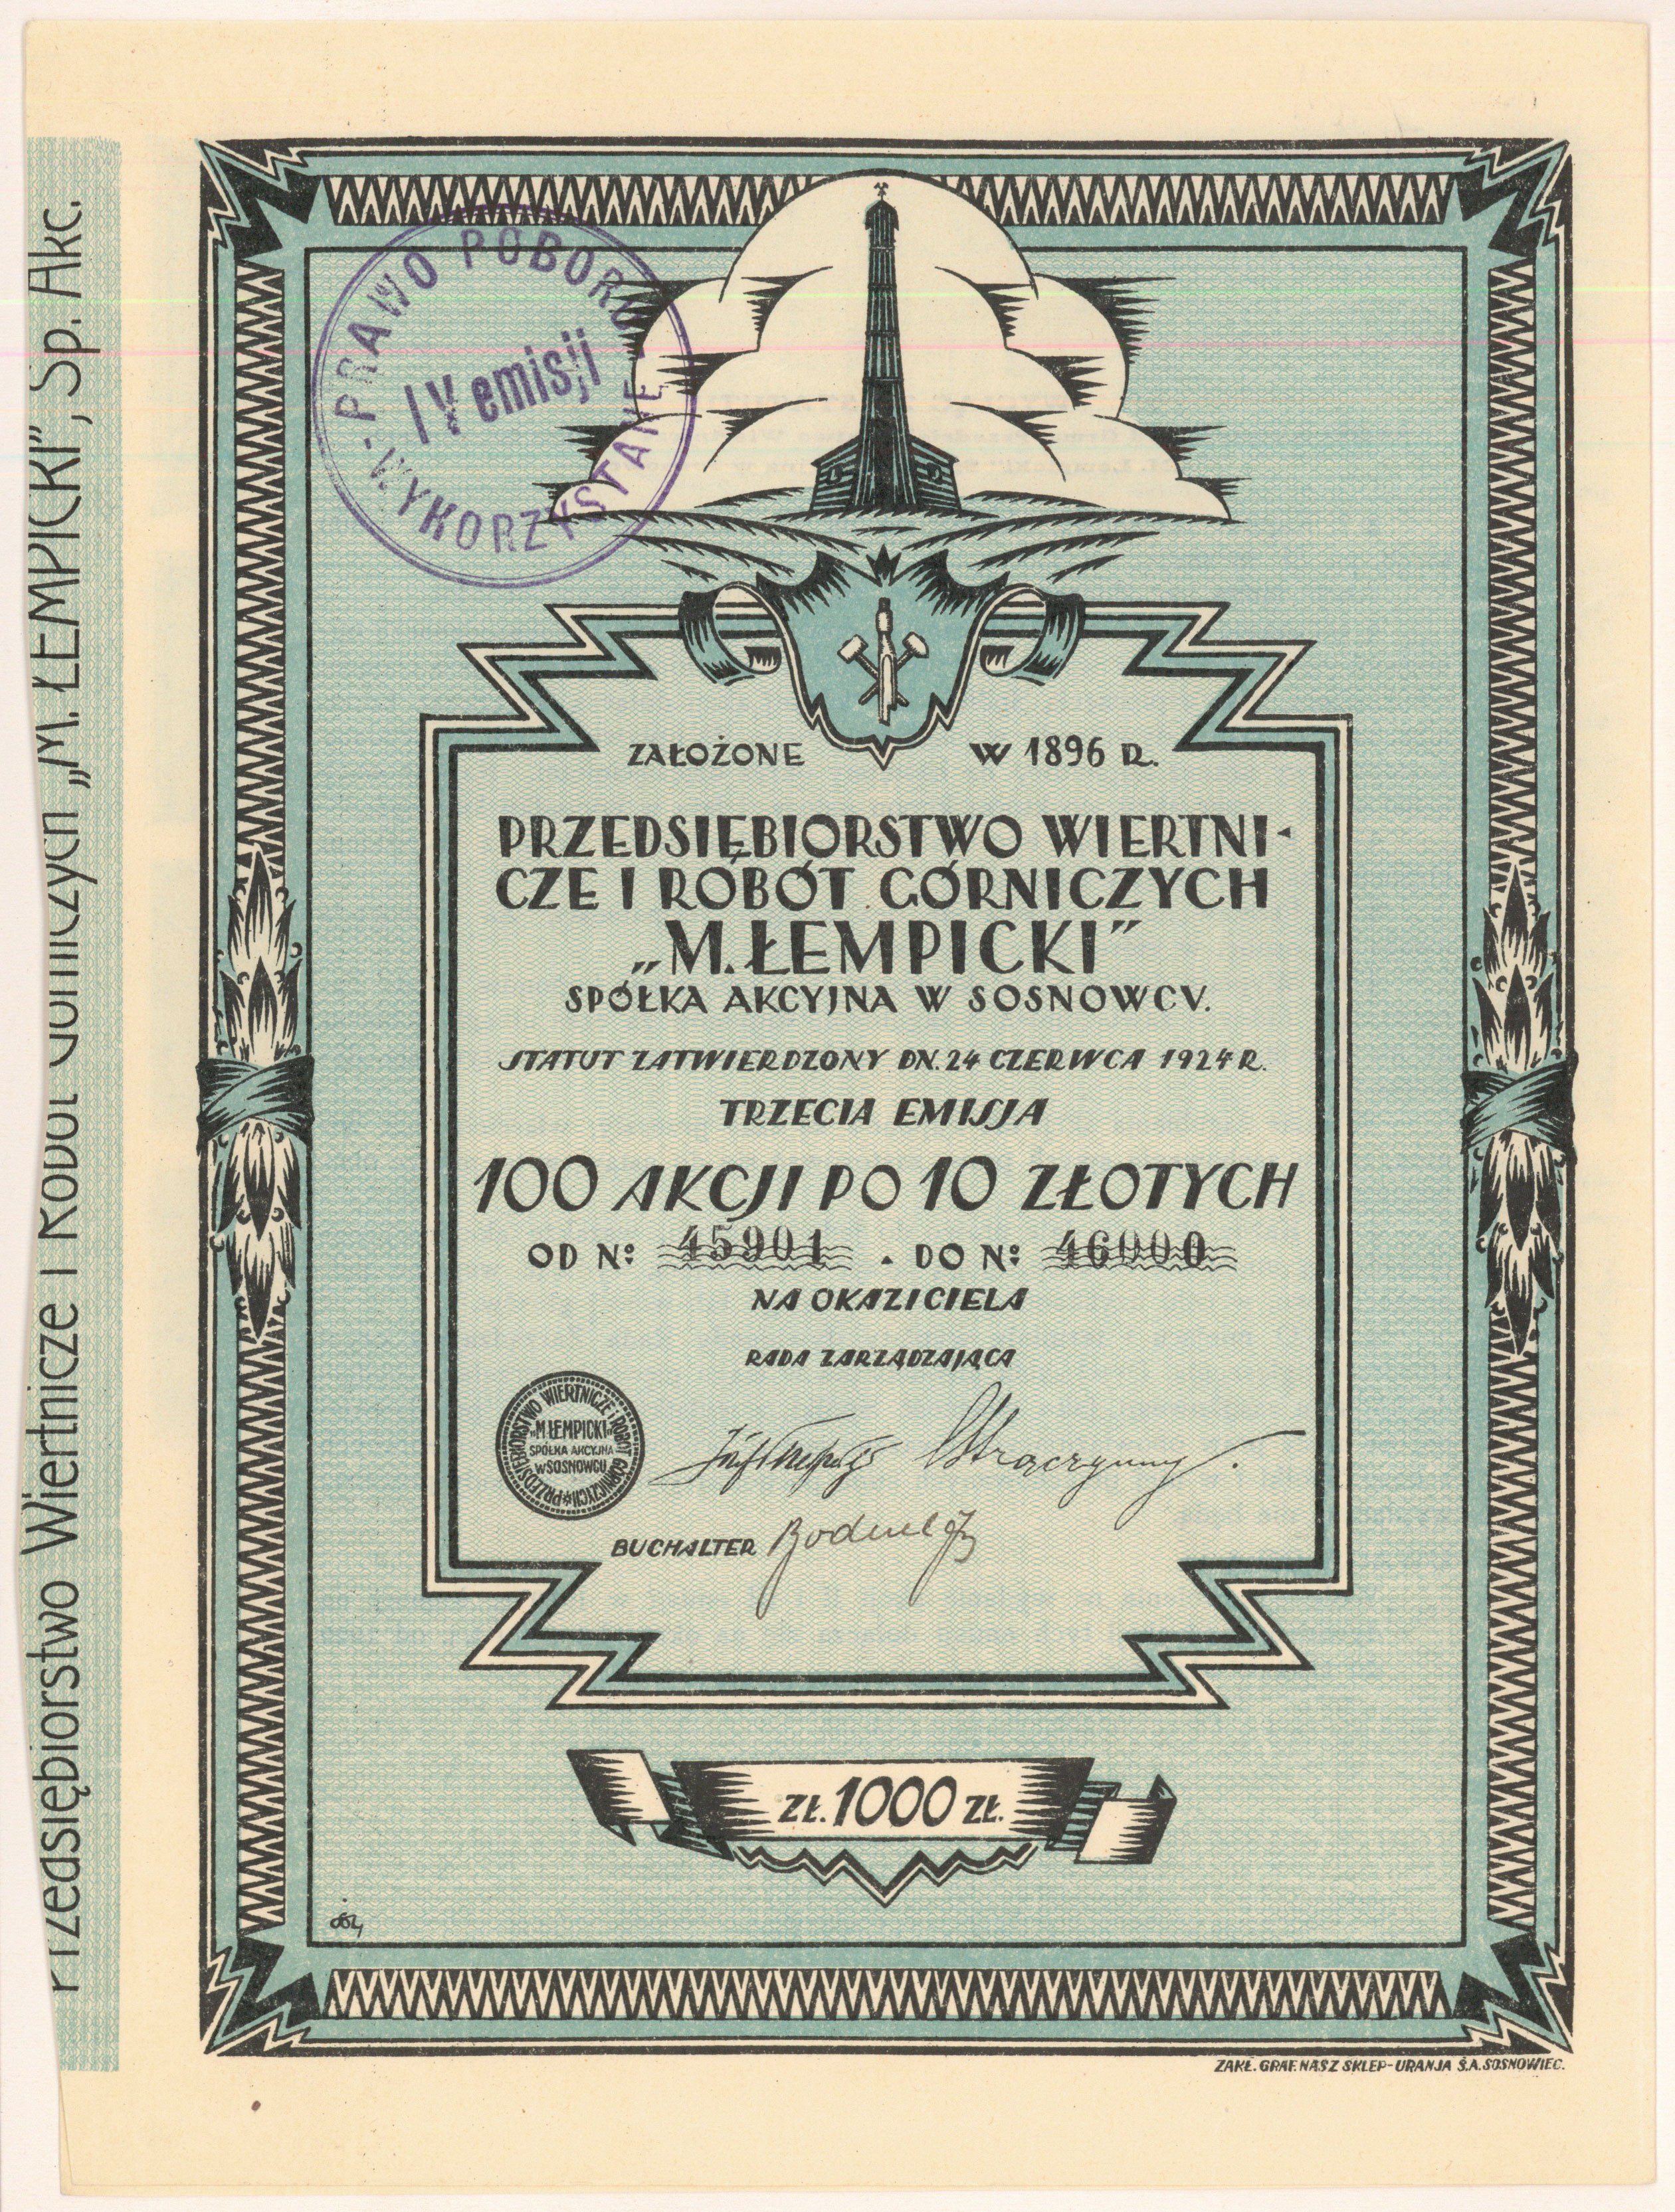 Przedsiębiorstwo Wiertnicze i Robót Górniczych „M. ŁEMPICKI”, Sp. Akc.
- PRAWO POBORU -
IV emisji
WYKORZYSTANE
ZAŁOŻONE W 1896 R.
PRZEDSIĘBIORSTWO WIERTNI-
CZE I ROBÓT GÓRNICZYCH
„M. ŁEMPICKI”
SPÓŁKA AKCYJNA W SOSNOWCV.
STATUT ZATWIERDZONY DN. 24 CZERWCA 1924 R.
TRZECIA EMISJA
100 AKCJI PO 10 ZŁOTYCH
OD Nº 45901 . DO Nº 46000
NA OKAZICIELA
RADA ZARZĄDZAJĄCA
PRZEDSIĘBIORSTWO WIERTNICZE I ROBÓT GÓRNICZYCH
„M. ŁEMPICKI”
SPÓŁKA AKCYJNA
w SOSNOWCU
BUCHALTER
ZŁ. 1000 ZŁ.
ZAKŁ. GRAF. NASZ SKLEP-URANJA S.A. SOSNOWIEC.